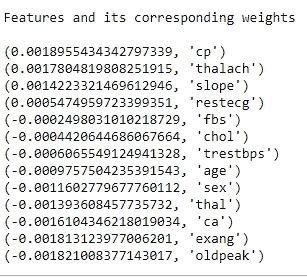 Features and its corresponding weights
(0.0018955434342797339, 'cp')
(0.0017804819808251915, 'thalach')
(0.0014223321469612946, 'slope')
(0.0005474959723399351, 'restecg')
(-0.0002498031010218729, 'fbs')
(-0.0004420644686067664, 'chol')
(-0.0006065549124941328, 'trestbps')
(-0.0009757504235391543, 'age')
(-0.0011602779677760112, 'sex')
(-0.001393608457735732, 'thal')
(-0.0016104346218019034, 'ca')
(-0.001813123977006201, 'exang')
(-0.001821008377143017, 'oldpeak')